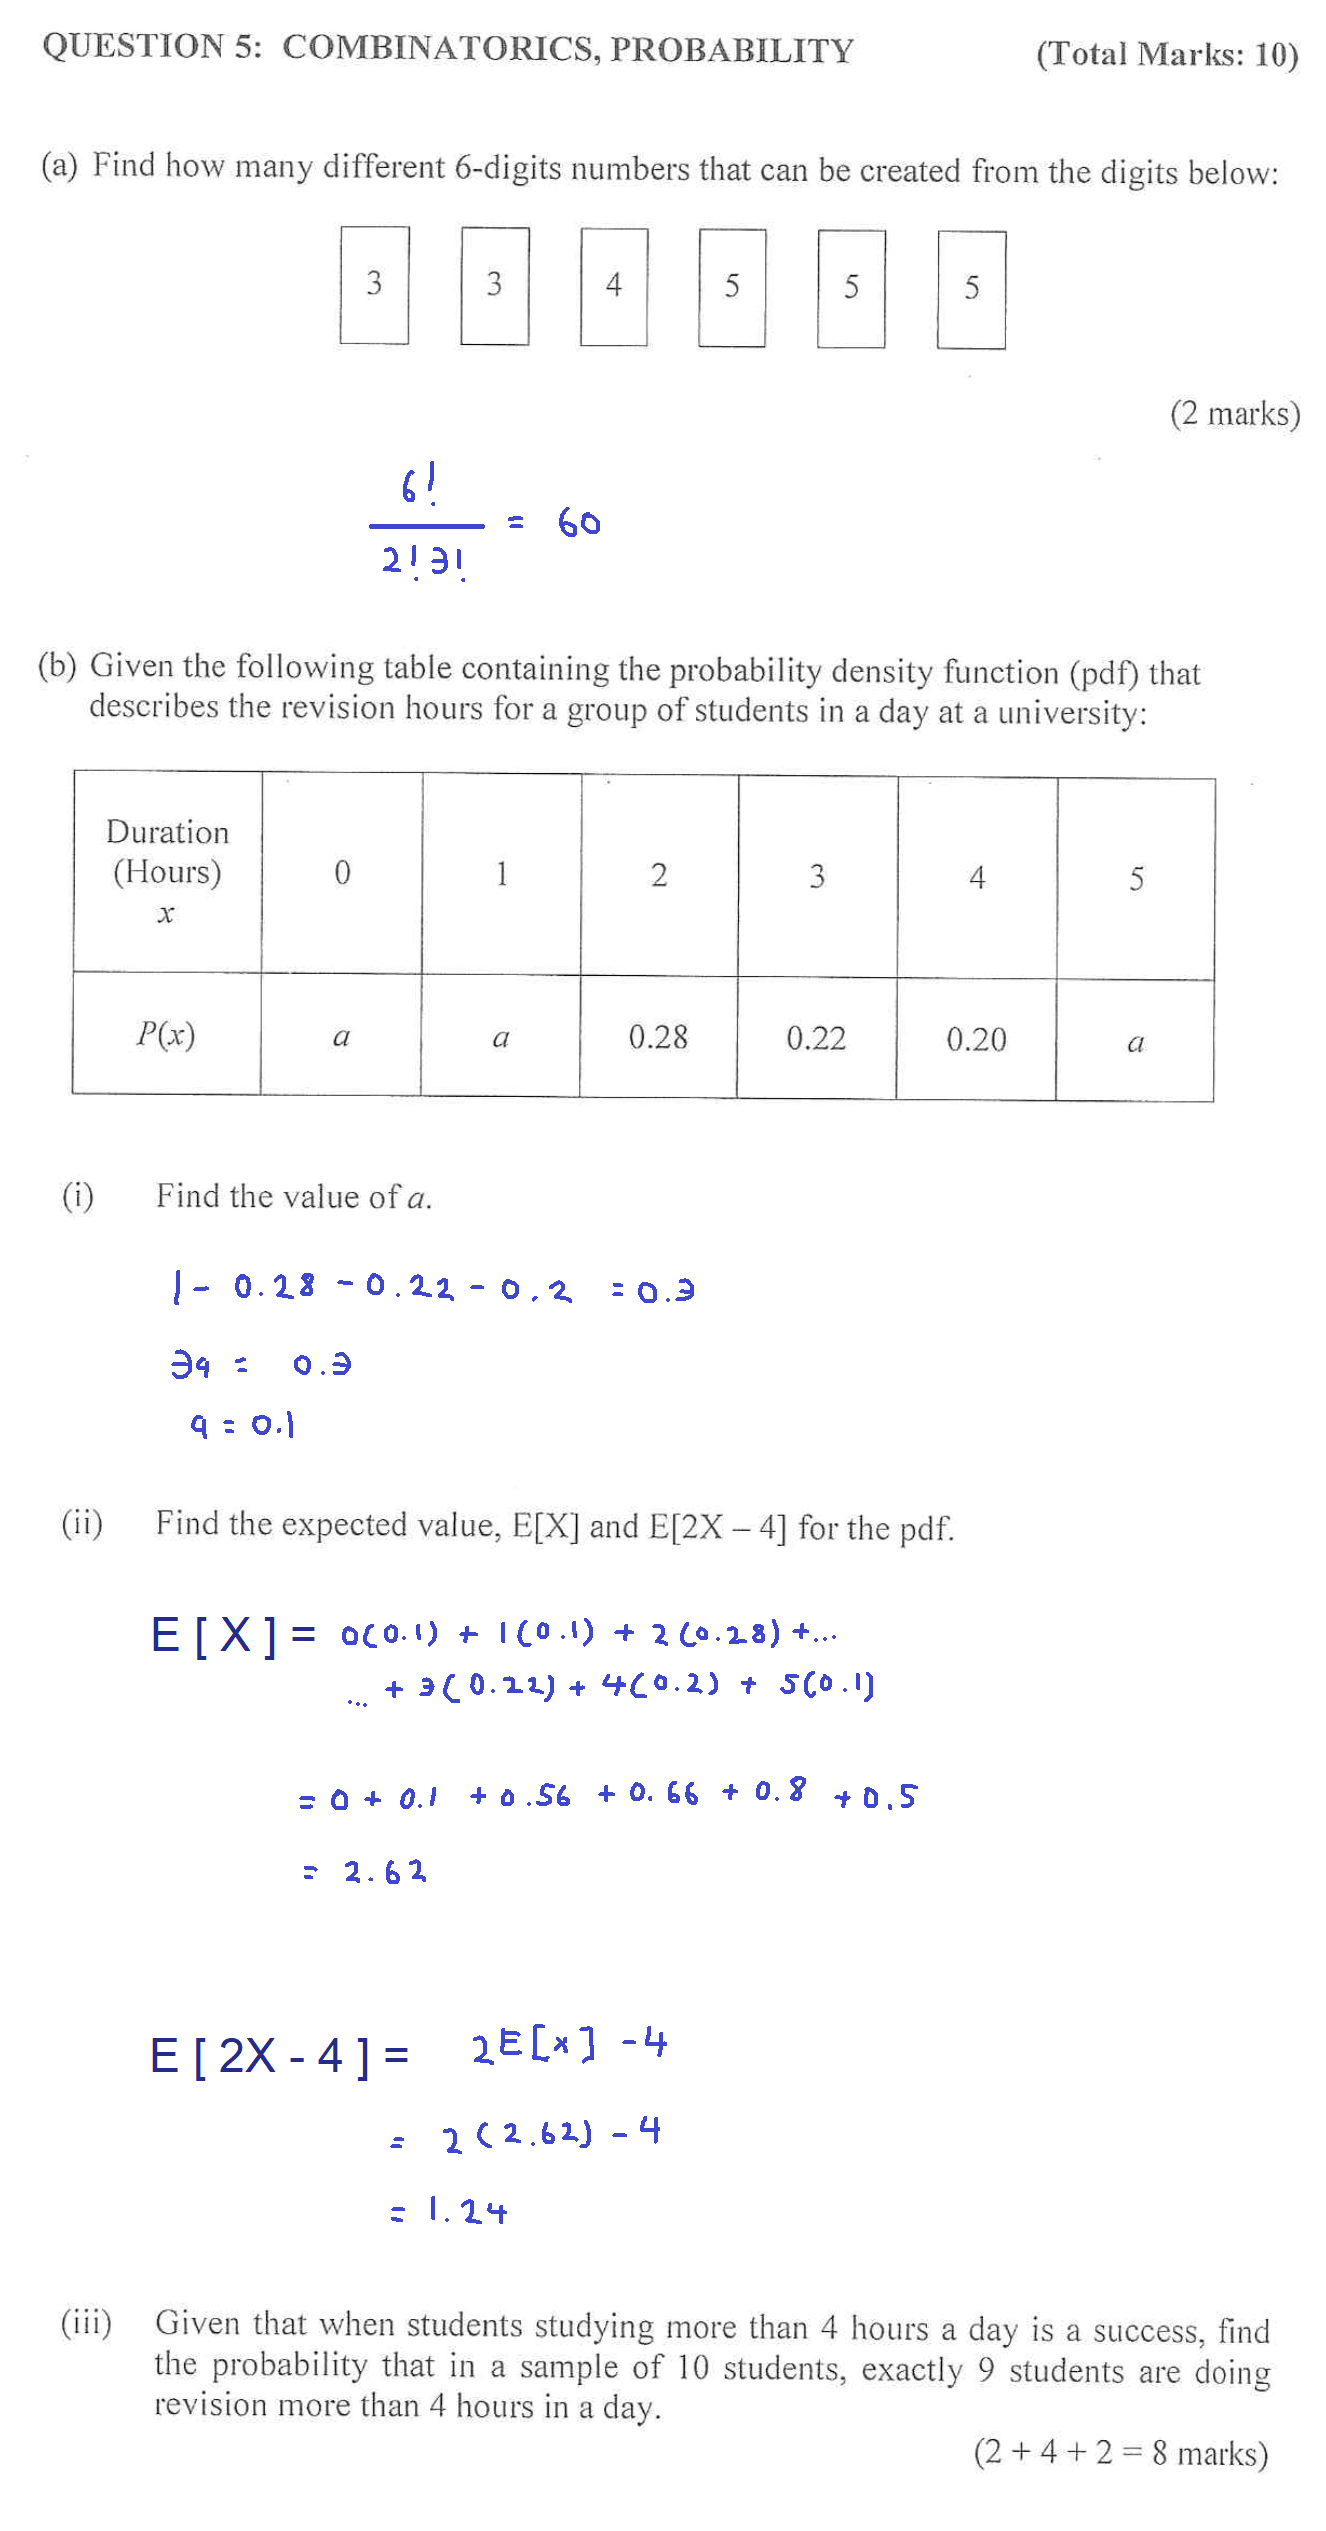 QUESTION 5: COMBINATORICS, PROBABILITY (Total Marks: 10)
(a) Find how many different 6-digits numbers that can be created from the digits below:
3 3 4 5 5 5
(2 marks)
6!
= 60
2!3!
(b) Given the following table containing the probability density function (pdf) that
describes the revision hours for a group of students in a day at a university:
Duration
(Hours) 0 1 2 3 4 5
x
P(x) a a 0.28 0.22 0.20 a
(i) Find the value of a.
1 - 0.28 - 0.22 - 0.2 = 0.3
3a = 0.3
a = 0.1
(ii) Find the expected value, E[X] and E[2X – 4] for the pdf.
E [ X ] = 0(0.1) + 1(0.1) + 2(0.28) +...
... + 3(0.22) + 4(0.2) + 5(0.1)
= 0 + 0.1 + 0.56 + 0.66 + 0.8 + 0.5
= 2.62
E [ 2X - 4 ] = 2E[x] - 4
= 2(2.62) - 4
= 1.24
(iii) Given that when students studying more than 4 hours a day is a success, find
the probability that in a sample of 10 students, exactly 9 students are doing
revision more than 4 hours in a day.
(2 + 4 + 2 = 8 marks)